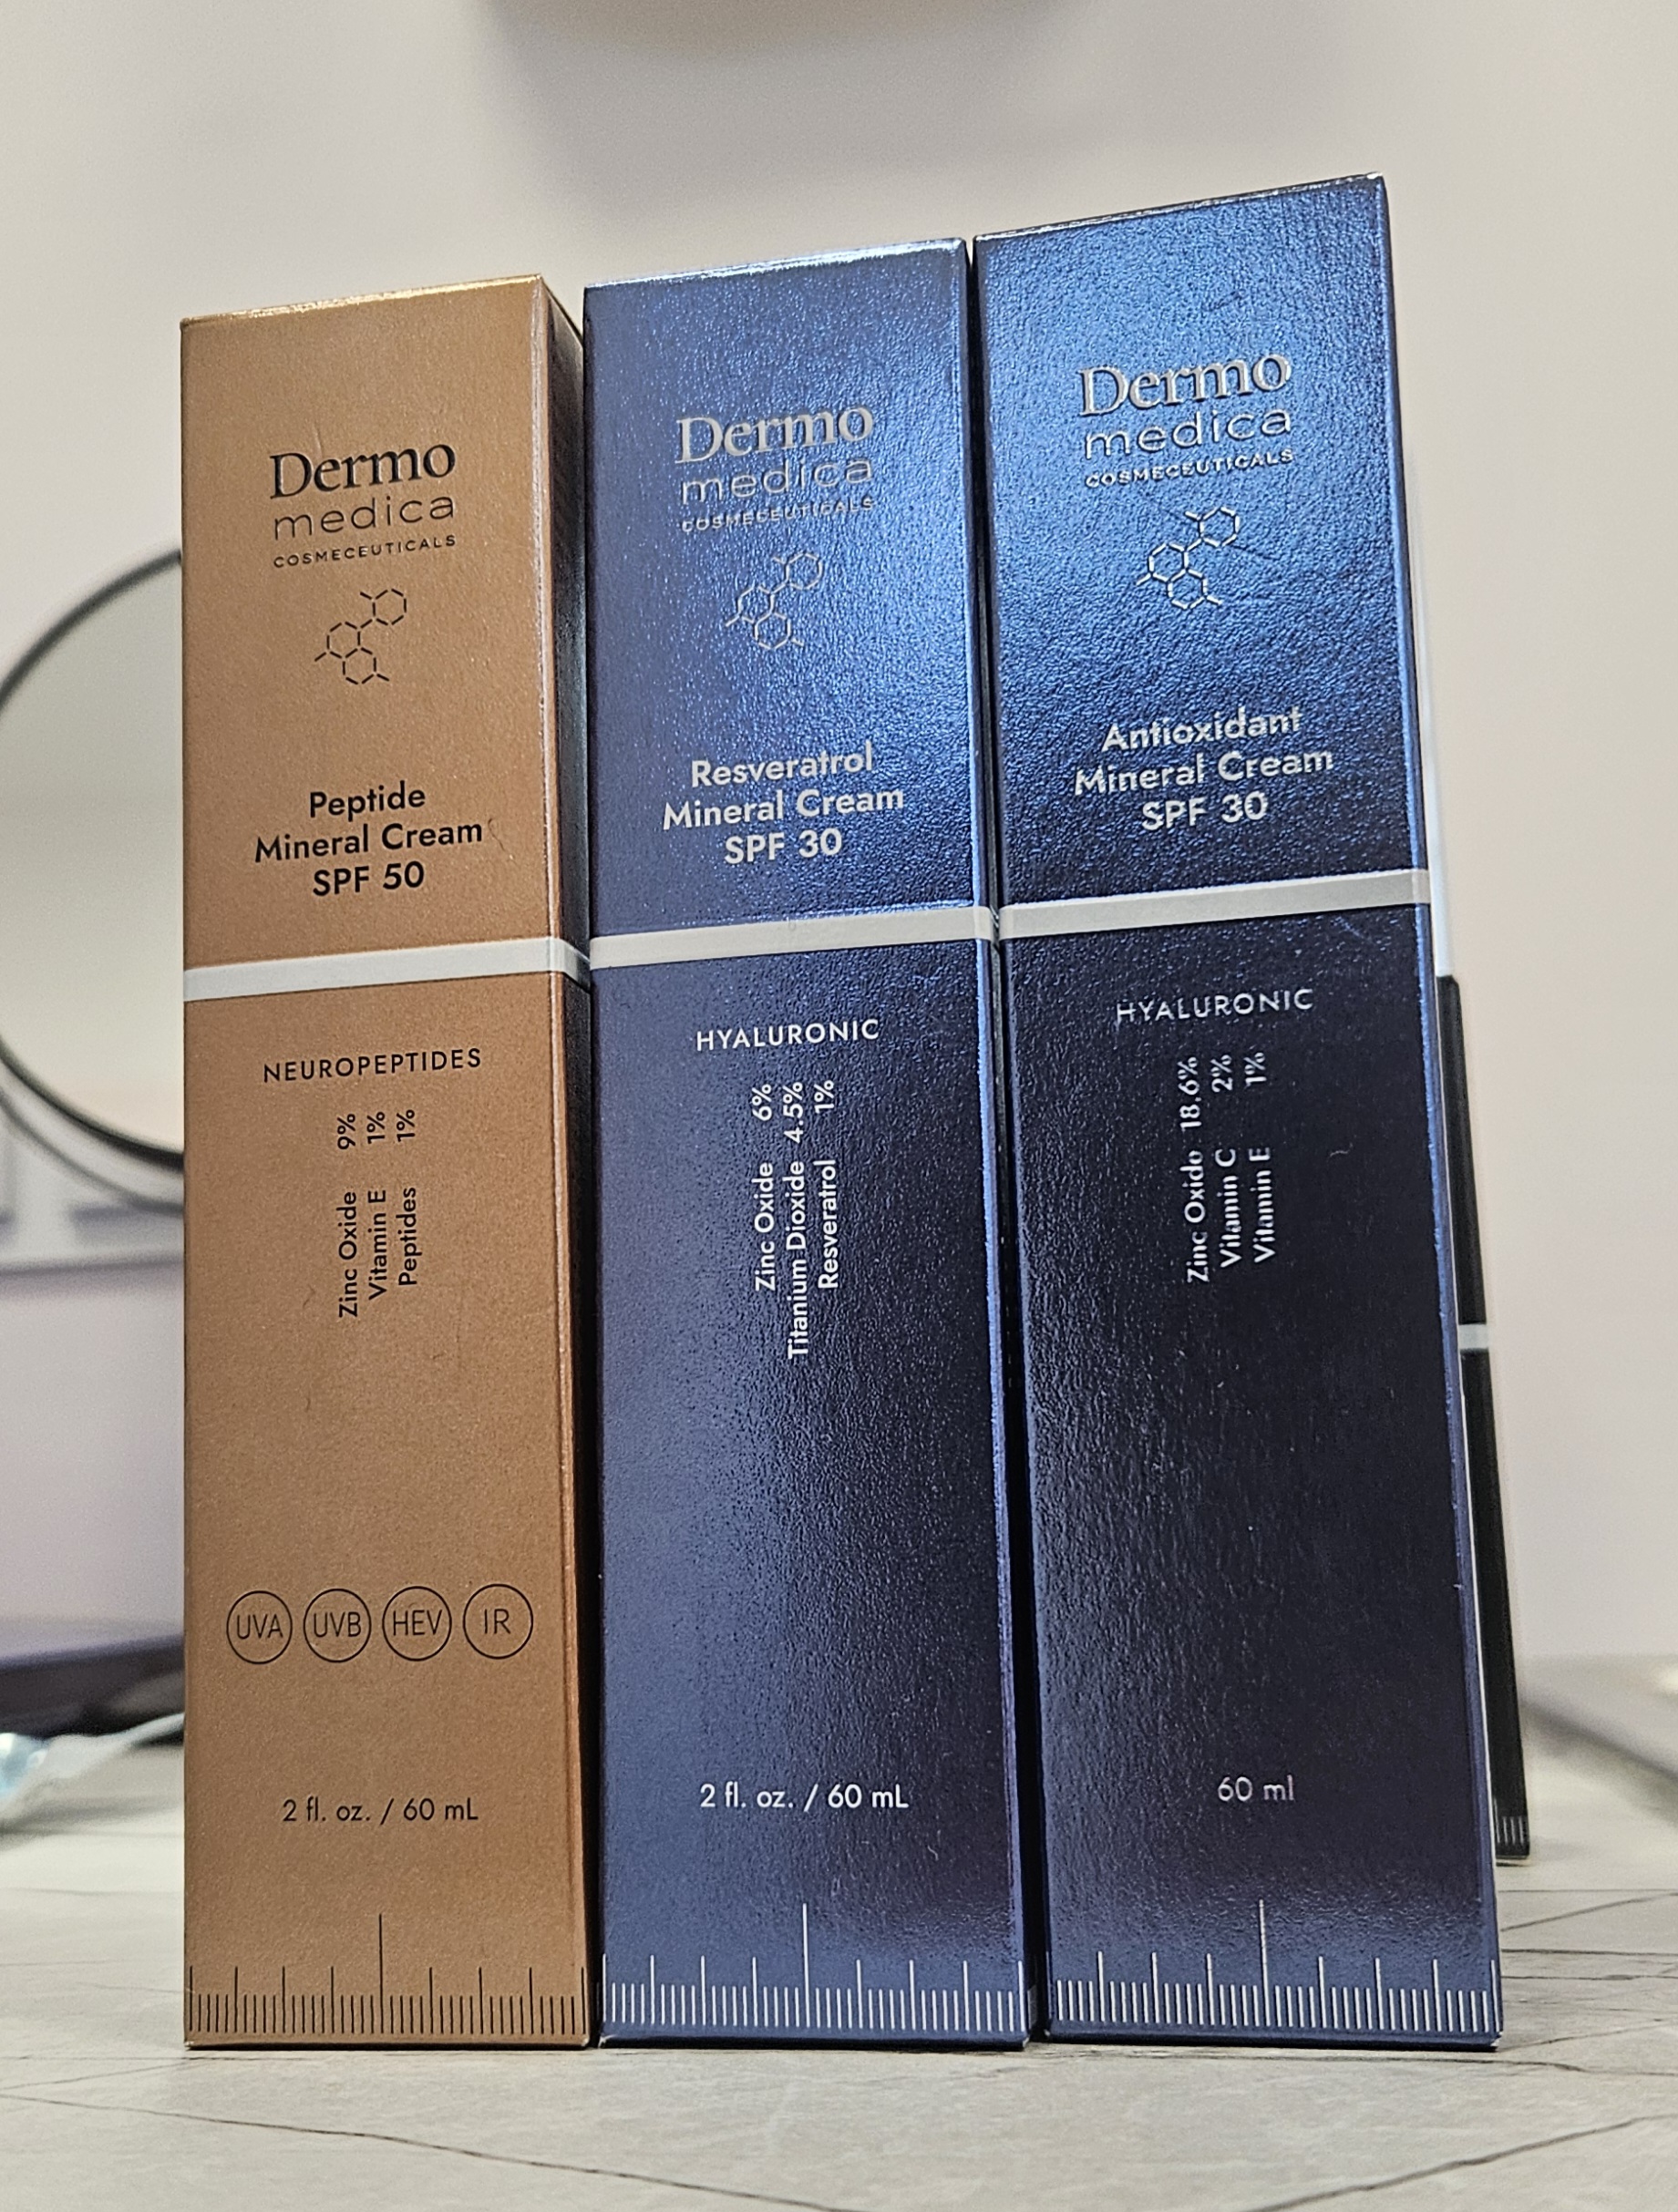 Dermo
medica
COSMECEUTICALS
Peptide
Mineral Cream
SPF 50
NEUROPEPTIDES
Zinc Oxide 9%
Vitamin E 1%
Peptides 1%
UVA UVB HEV IR
2 fl. oz. / 60 mL
Dermo
medica
COSMECEUTICALS
Resveratrol
Mineral Cream
SPF 30
HYALURONIC
Zinc Oxide 6%
Titanium Dioxide 4.5%
Resveratrol 1%
2 fl. oz. / 60 mL
Dermo
medica
COSMECEUTICALS
Antioxidant
Mineral Cream
SPF 30
HYALURONIC
Zinc Oxido 18.6%
Vitamin C 2%
Vitamin E 1%
60 ml